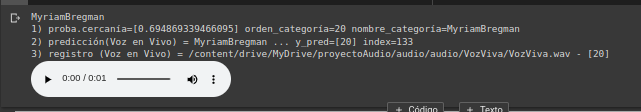 MyriamBregman
1) proba.cercanía=[0.694869339466095] orden_categoría=20 nombre_categoría=MyriamBregman
2) predicción(Voz en Vivo) = MyriamBregman ... y_pred=[20] index=133
3) registro (Voz en Vivo) = /content/drive/MyDrive/proyectoAudio/audio/audio/VozViva/VozViva.wav - [20]
0:00 / 0:01
+ Código + Texto